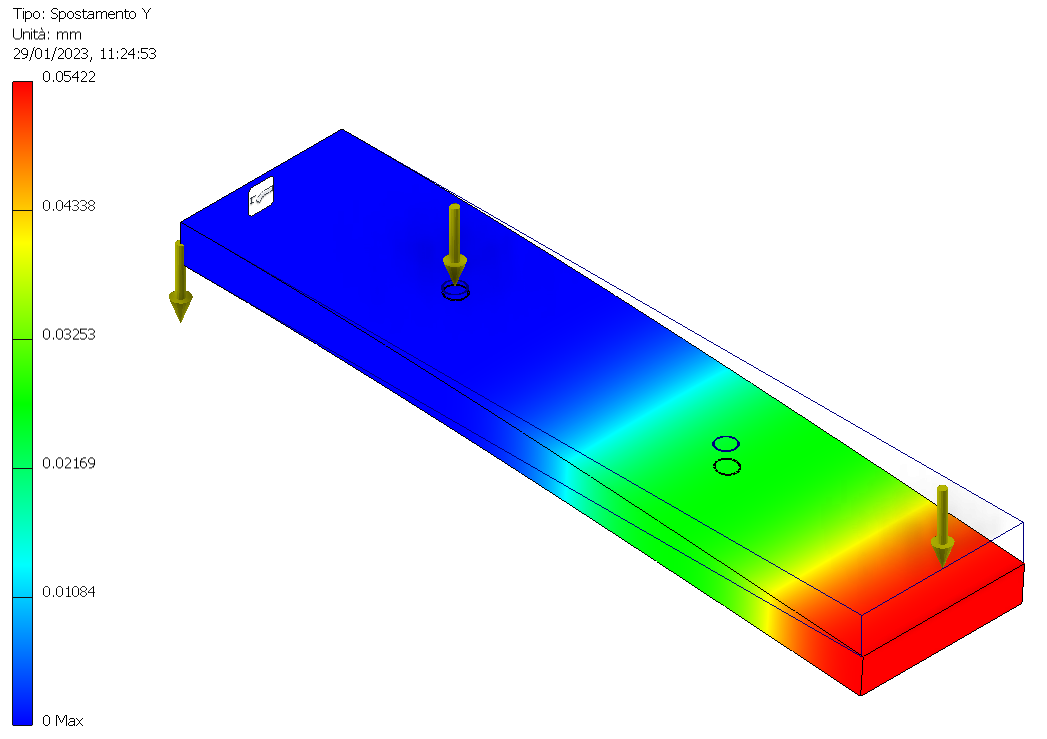 Tipo: Spostamento Y
Unità: mm
29/01/2023, 11:24:53
0.05422
0.04338
0.03253
0.02169
0.01084
0 Max